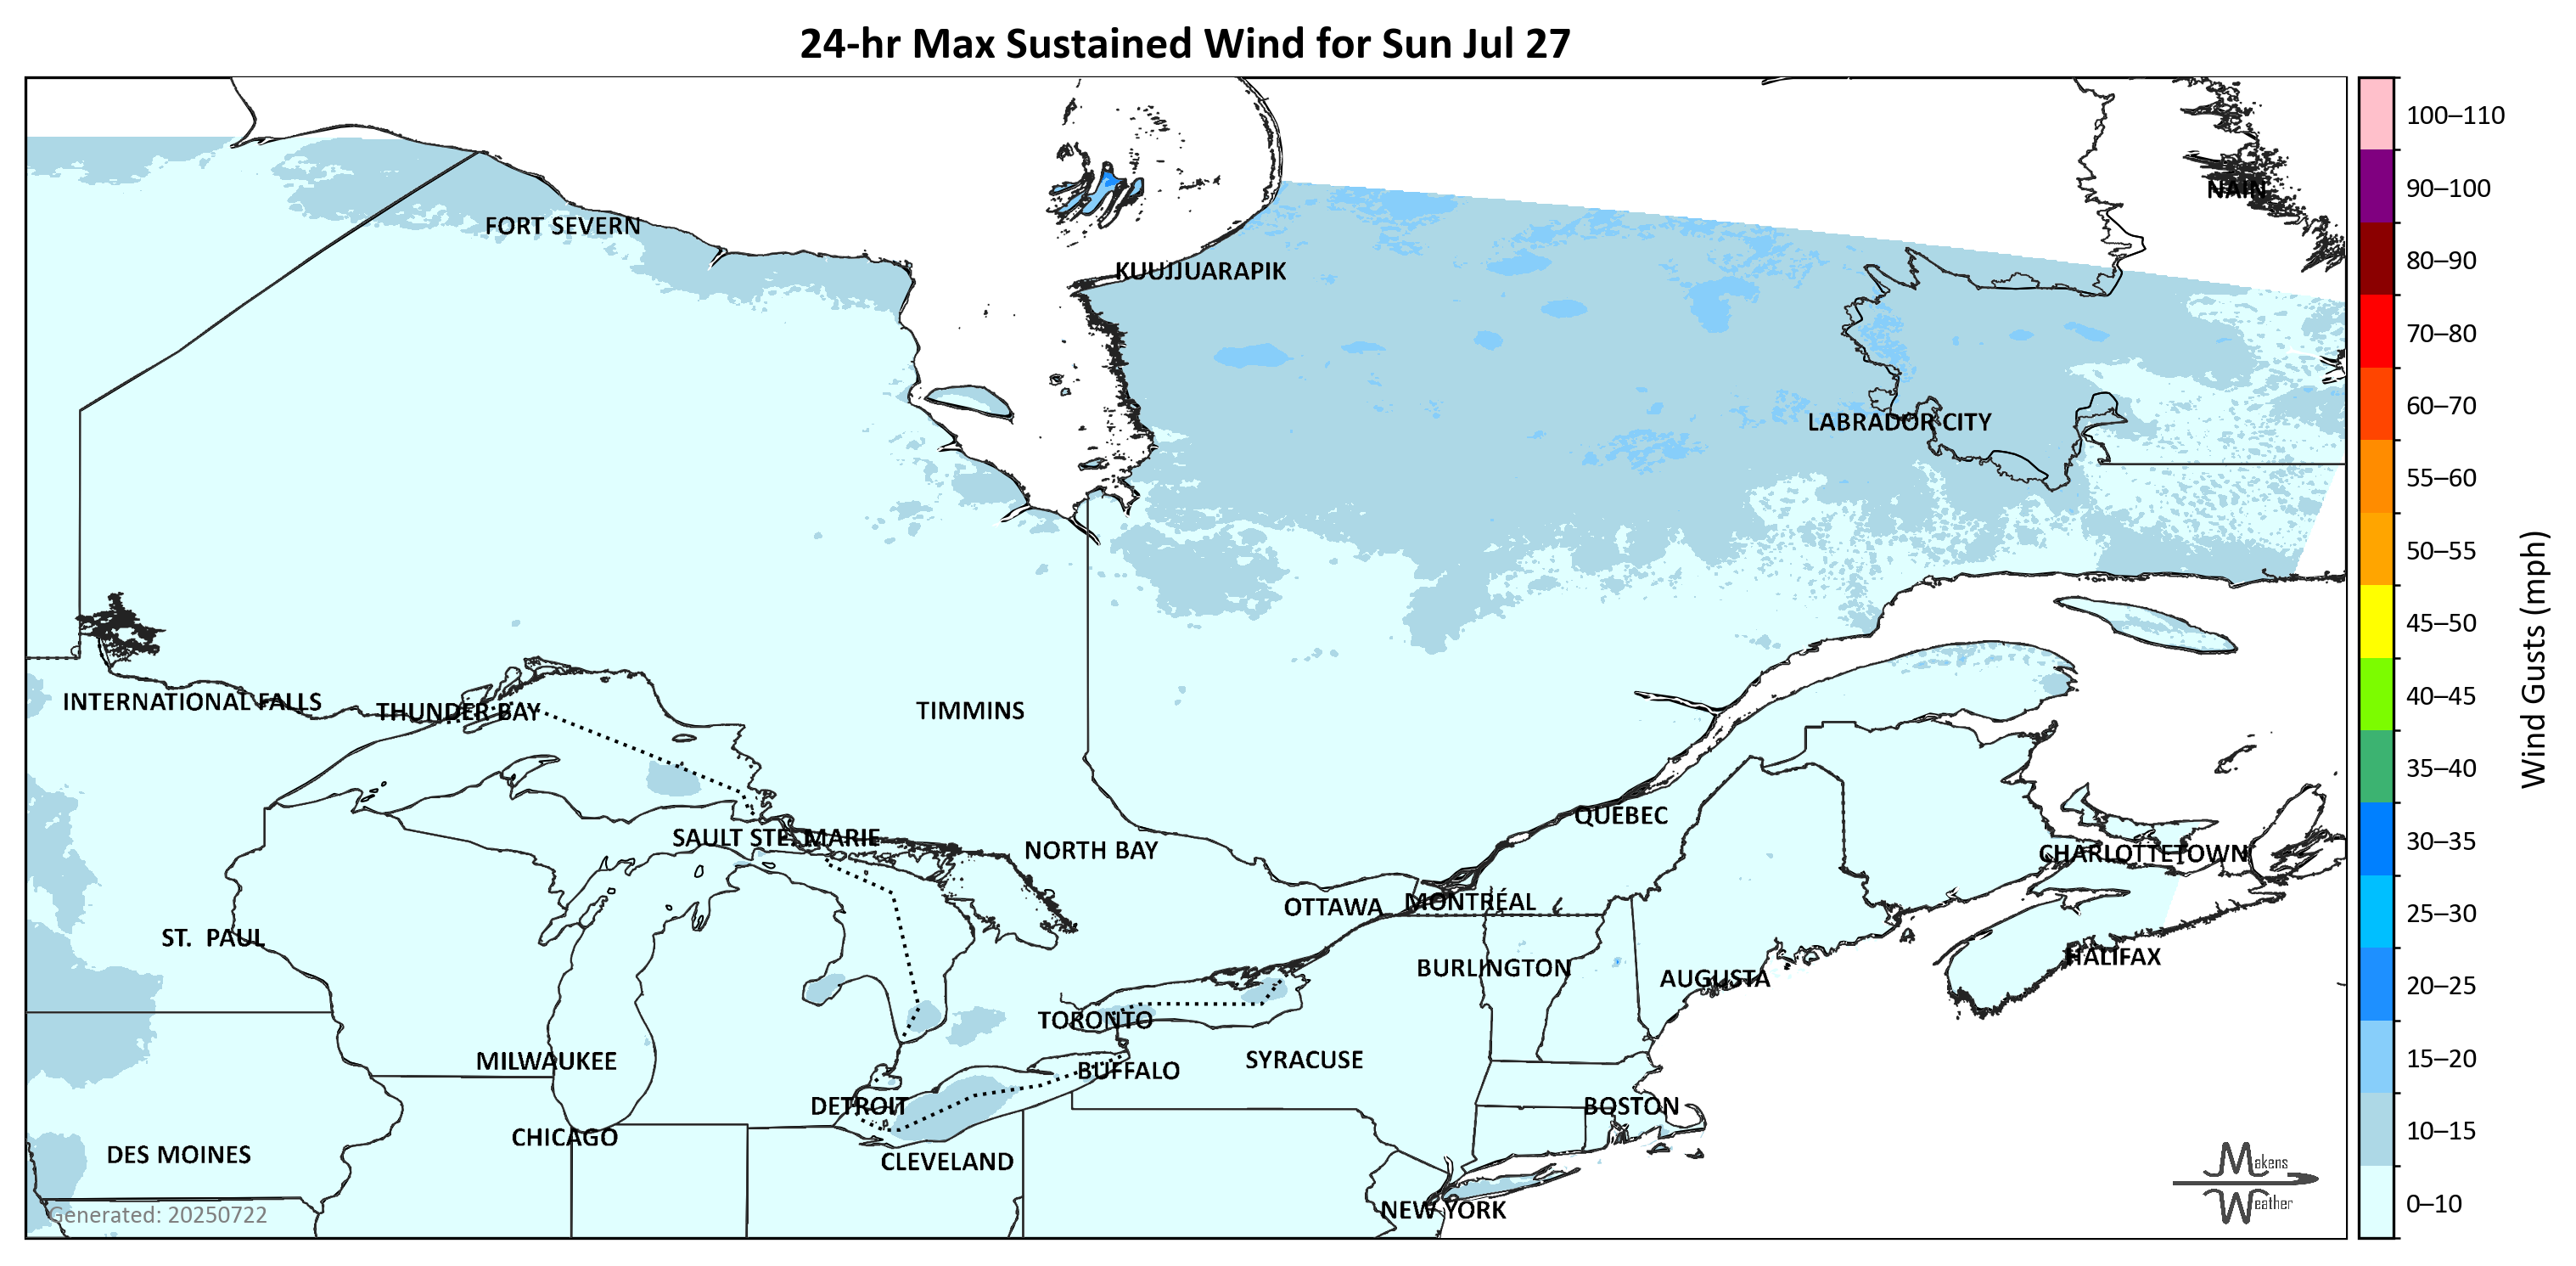 24-hr Max Sustained Wind for Sun Jul 27
100–110
90–100
NAIN
FORT SEVERN
80–90
KUUJJUARAPIK
70–80
60–70
LABRADOR CITY
55–60
50–55
45–50
40–45
INTERNATIONAL FALLS
THUNDER BAY
TIMMINS
35–40
Wind Gusts (mph)
QUÉBEC
SAULT STE. MARIE
30–35
NORTH BAY
CHARLOTTETOWN
OTTAWA
MONTRÉAL
25–30
ST. PAUL
HALIFAX
BURLINGTON
AUGUSTA
20–25
TORONTO
MILWAUKEE
SYRACUSE
15–20
BUFFALO
DETROIT
BOSTON
CHICAGO
10–15
DES MOINES
CLEVELAND
Makens
Weather
NEW YORK
0–10
Generated: 20250722